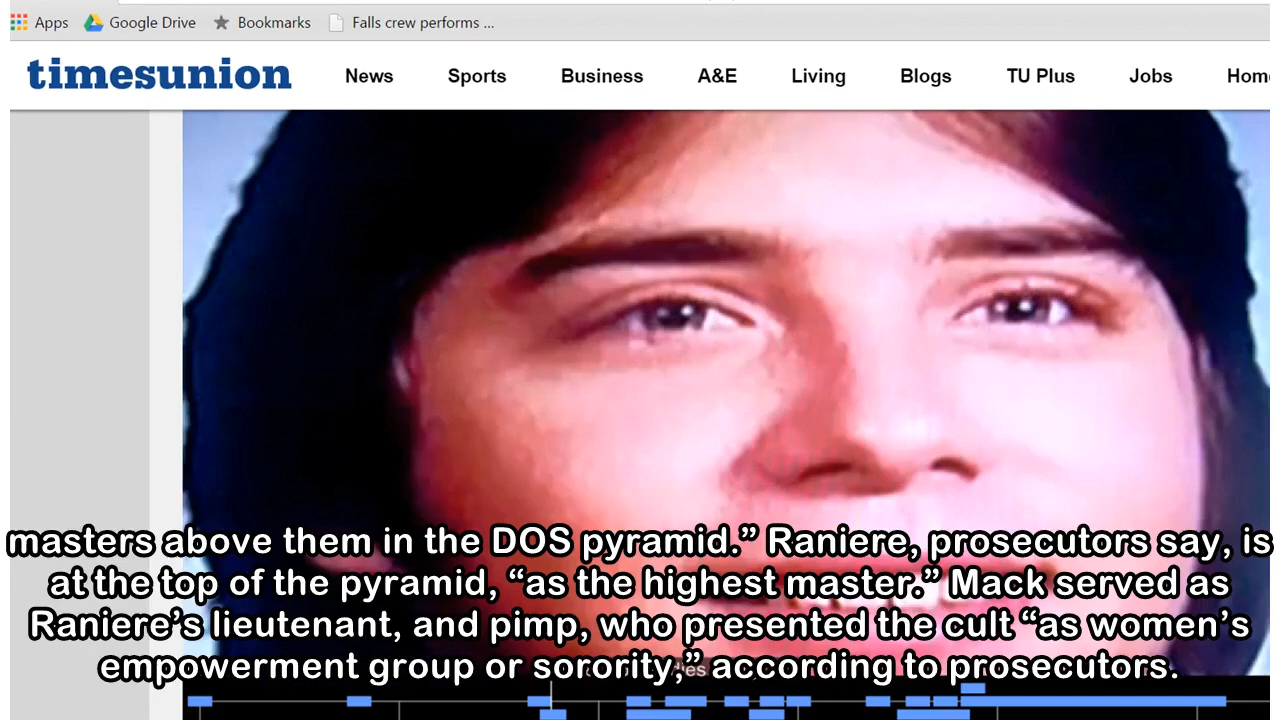 Apps Google Drive Bookmarks Falls crew performs ...
timesunion News Sports Business A&E Living Blogs TU Plus Jobs
masters above them in the DOS pyramid.” Raniere, prosecutors say, is
at the top of the pyramid, “as the highest master.” Mack served as
Raniere’s lieutenant, and pimp, who presented the cult “as women’s
empowerment group or sorority,” according to prosecutors.